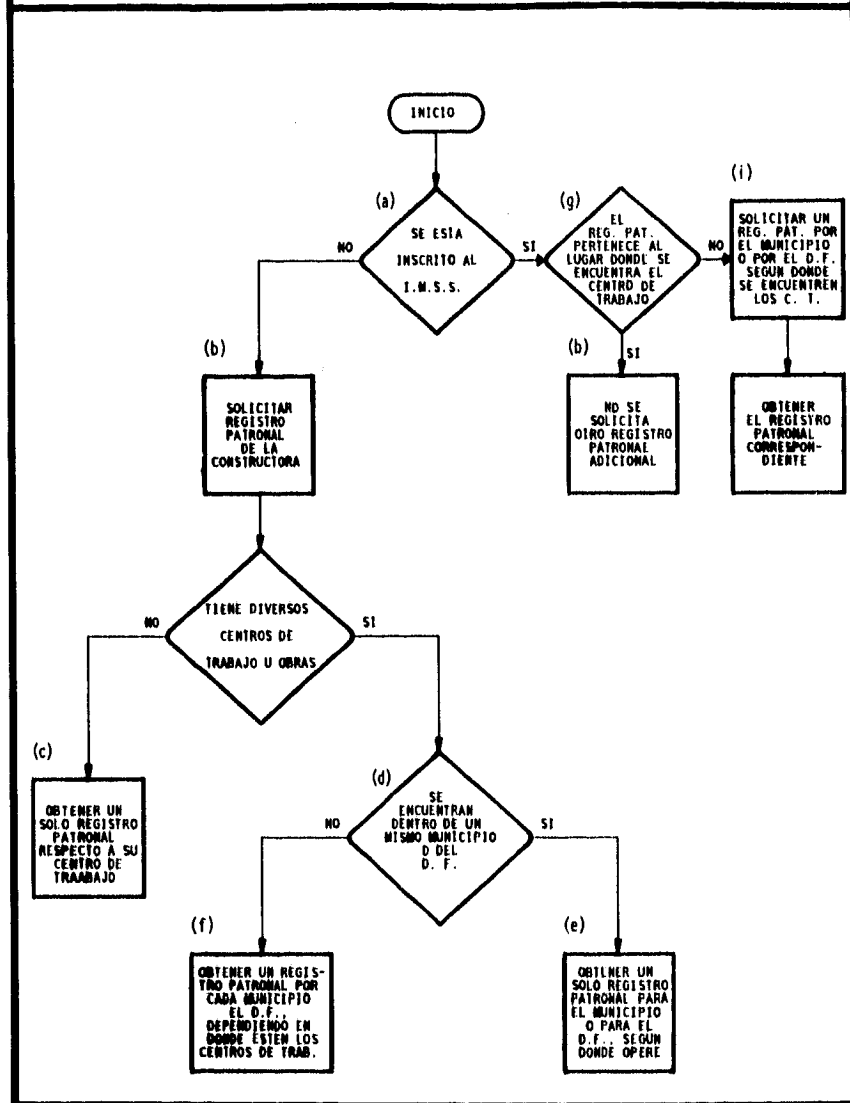 INICIO
(a)
SE ESTA
INSCRITO AL
I.M.S.S.
NO
SI
(g)
EL
REG. PAT.
PERTENECE AL
LUGAR DONDE SE
ENCUENTRA EL
CENTRO DE
TRABAJO
NO
SI
(i)
SOLICITAR UN
REG. PAT. POR
EL MUNICIPIO
O POR EL D.F.
SEGUN DONDE
SE ENCUENTREN
LOS C. T.
(b)
SOLICITAR
REGISTRO
PATRONAL
DE LA
CONSTRUCTORA
(b)
NO SE
SOLICITA
OTRO REGISTRO
PATRONAL
ADICIONAL
OBTENER
EL REGISTRO
PATRONAL
CORRESPON-
DIENTE
TIENE DIVERSOS
CENTROS DE
TRABAJO U OBRAS
NO
SI
(c)
OBTENER UN
SOLO REGISTRO
PATRONAL
RESPECTO A SU
CENTRO DE
TRAABAJO
(d)
SE
ENCUENTRAN
DENTRO DE UN
MISMO MUNICIPIO
O DEL
D. F.
NO
SI
(f)
OBTENER UN REGIS-
TRO PATRONAL POR
CADA MUNICIPIO
EL D.F.,
DEPENDIENDO EN
DONDE ESTEN LOS
CENTROS DE TRAB.
(e)
OBTENER UN
SOLO REGISTRO
PATRONAL PARA
EL MUNICIPIO
O PARA EL
D.F., SEGUN
DONDE OPERE